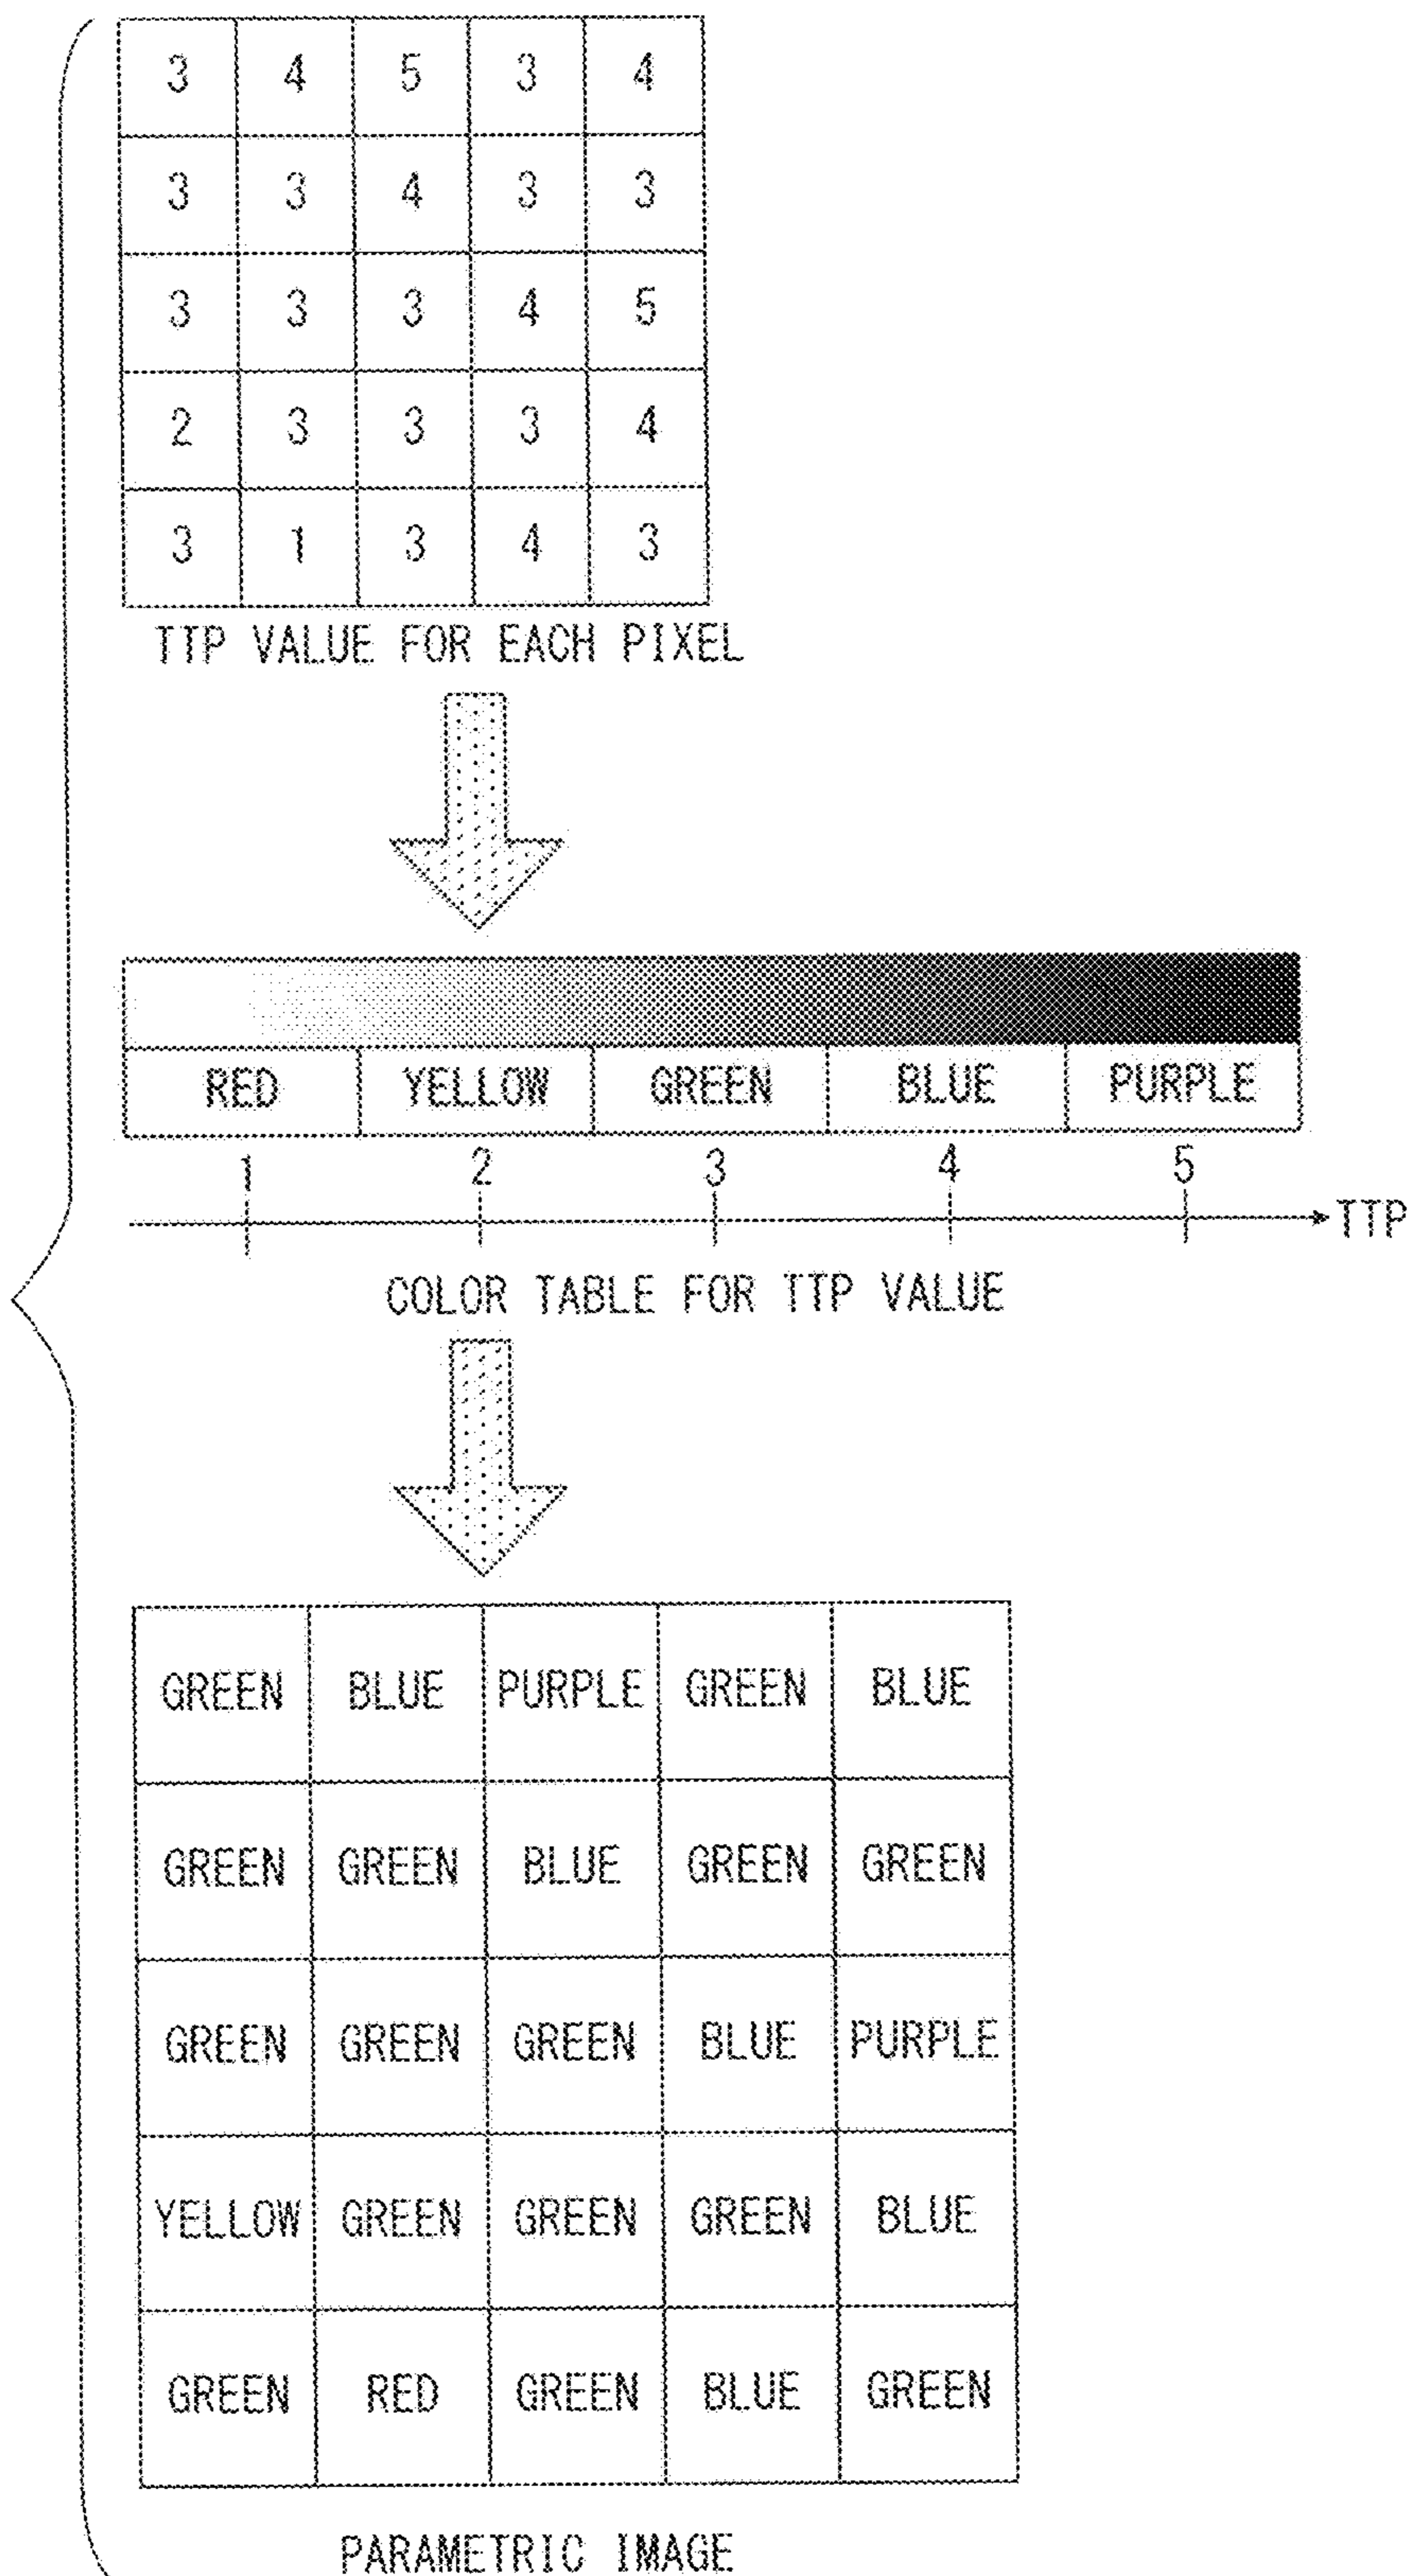 3 4 5 3 4
3 3 4 3 3
3 3 3 4 5
2 3 3 3 4
3 1 3 4 3
TTP VALUE FOR EACH PIXEL
RED YELLOW GREEN BLUE PURPLE
1 2 3 4 5
TTP
COLOR TABLE FOR TTP VALUE
GREEN BLUE PURPLE GREEN BLUE
GREEN GREEN BLUE GREEN GREEN
GREEN GREEN GREEN BLUE PURPLE
YELLOW GREEN GREEN GREEN BLUE
GREEN RED GREEN BLUE GREEN
PARAMETRIC IMAGE